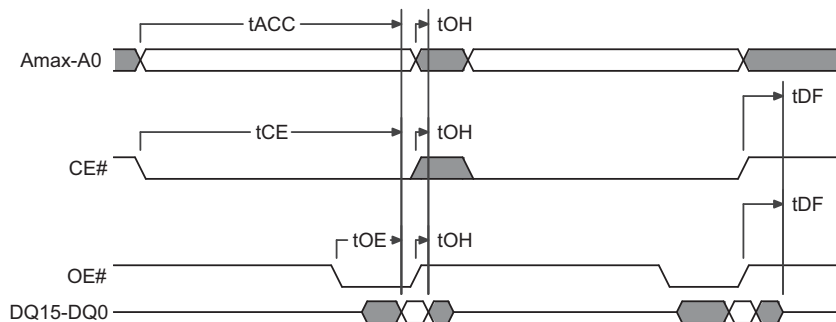 tACC tOH
Amax-A0
tDF
tCE tOH
CE#
tDF
tOE tOH
OE#
DQ15-DQ0